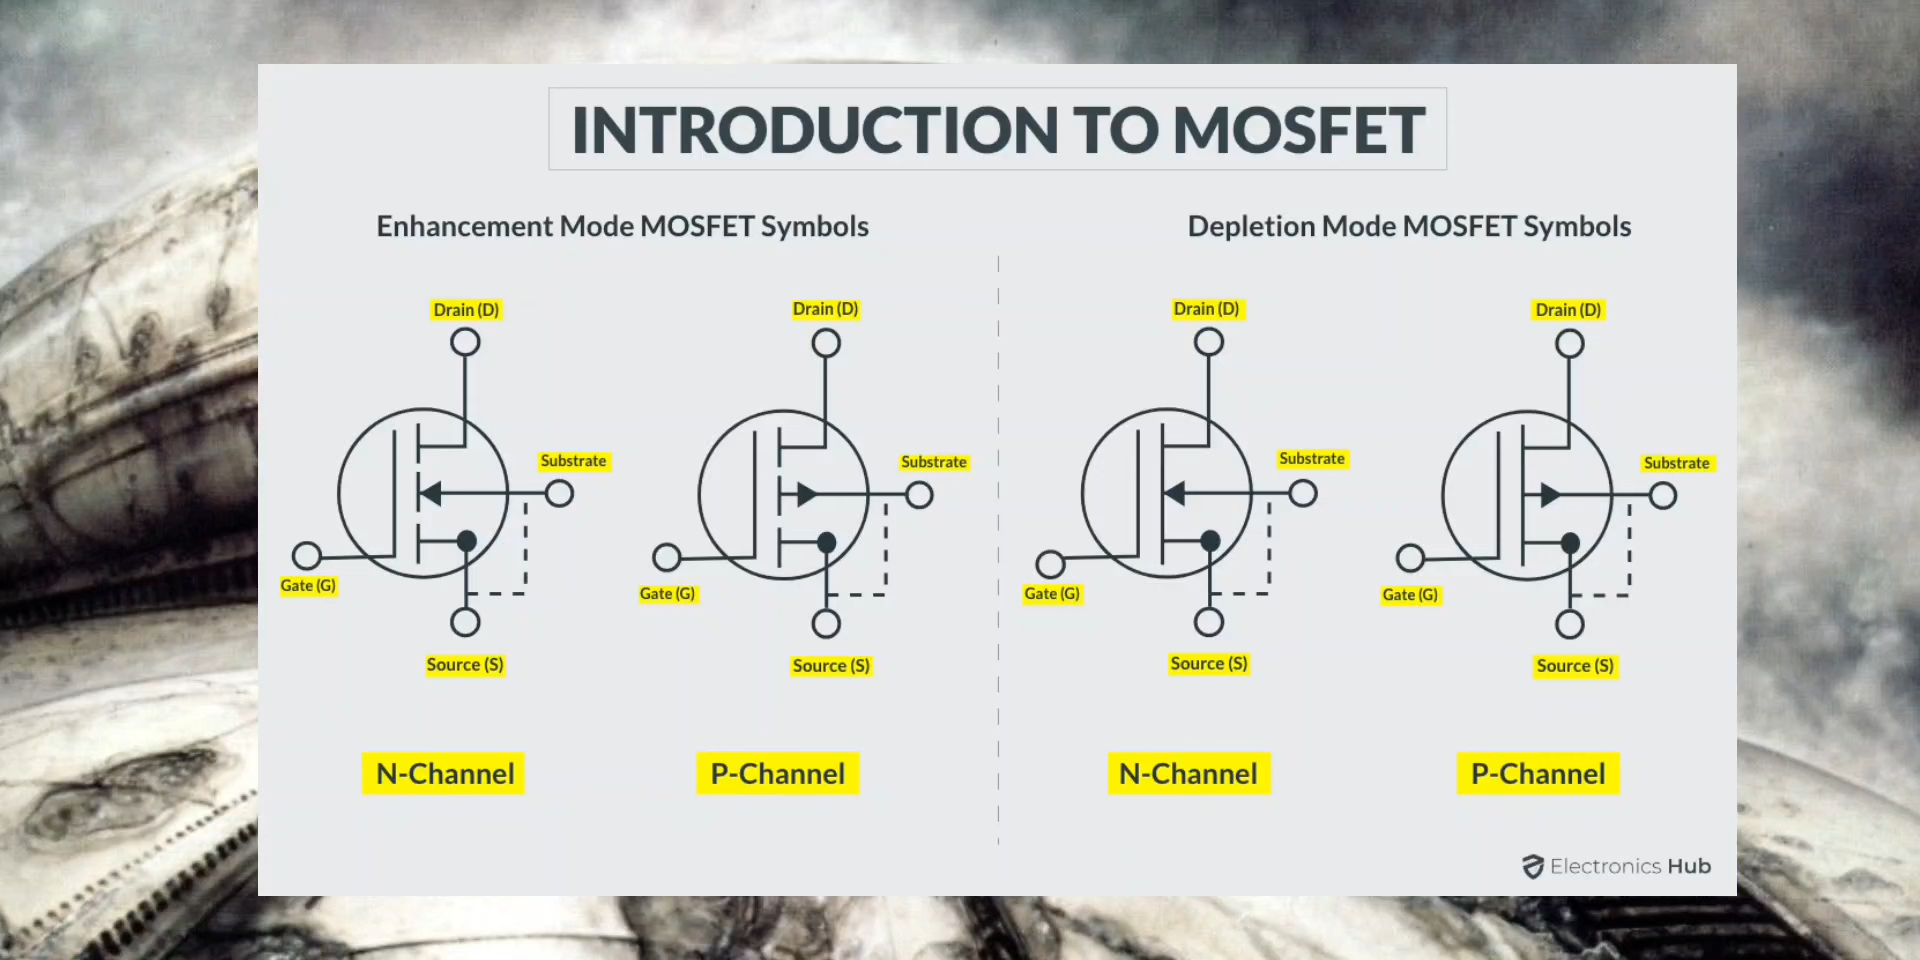 INTRODUCTION TO MOSFET
Enhancement Mode MOSFET Symbols
Depletion Mode MOSFET Symbols
Drain (D)
Substrate
Gate (G)
Source (S)
N-Channel
Drain (D)
Substrate
Gate (G)
Source (S)
P-Channel
Drain (D)
Substrate
Gate (G)
Source (S)
N-Channel
Drain (D)
Substrate
Gate (G)
Source (S)
P-Channel
Electronics Hub